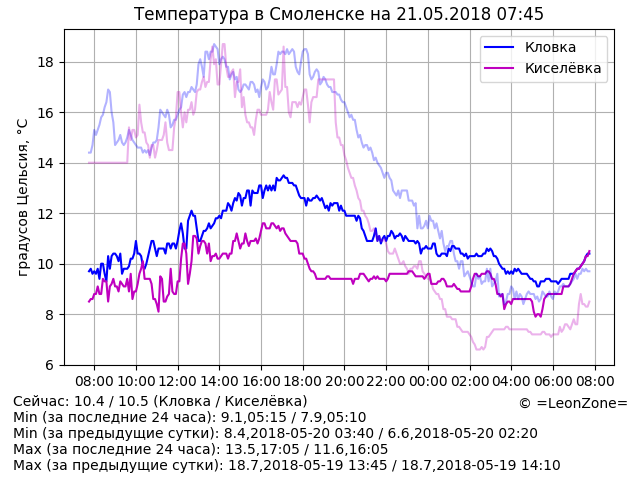 Температура в Смоленске на 21.05.2018 07:45
градусов Цельсия, °C
18
16
14
12
10
8
6
Кловка
Киселёвка
08:00 10:00 12:00 14:00 16:00 18:00 20:00 22:00 00:00 02:00 04:00 06:00 08:00
Сейчас: 10.4 / 10.5 (Кловка / Киселёвка)
© =LeonZone=
Min (за последние 24 часа): 9.1,05:15 / 7.9,05:10
Min (за предыдущие сутки): 8.4,2018-05-20 03:40 / 6.6,2018-05-20 02:20
Max (за последние 24 часа): 13.5,17:05 / 11.6,16:05
Max (за предыдущие сутки): 18.7,2018-05-19 13:45 / 18.7,2018-05-19 14:10